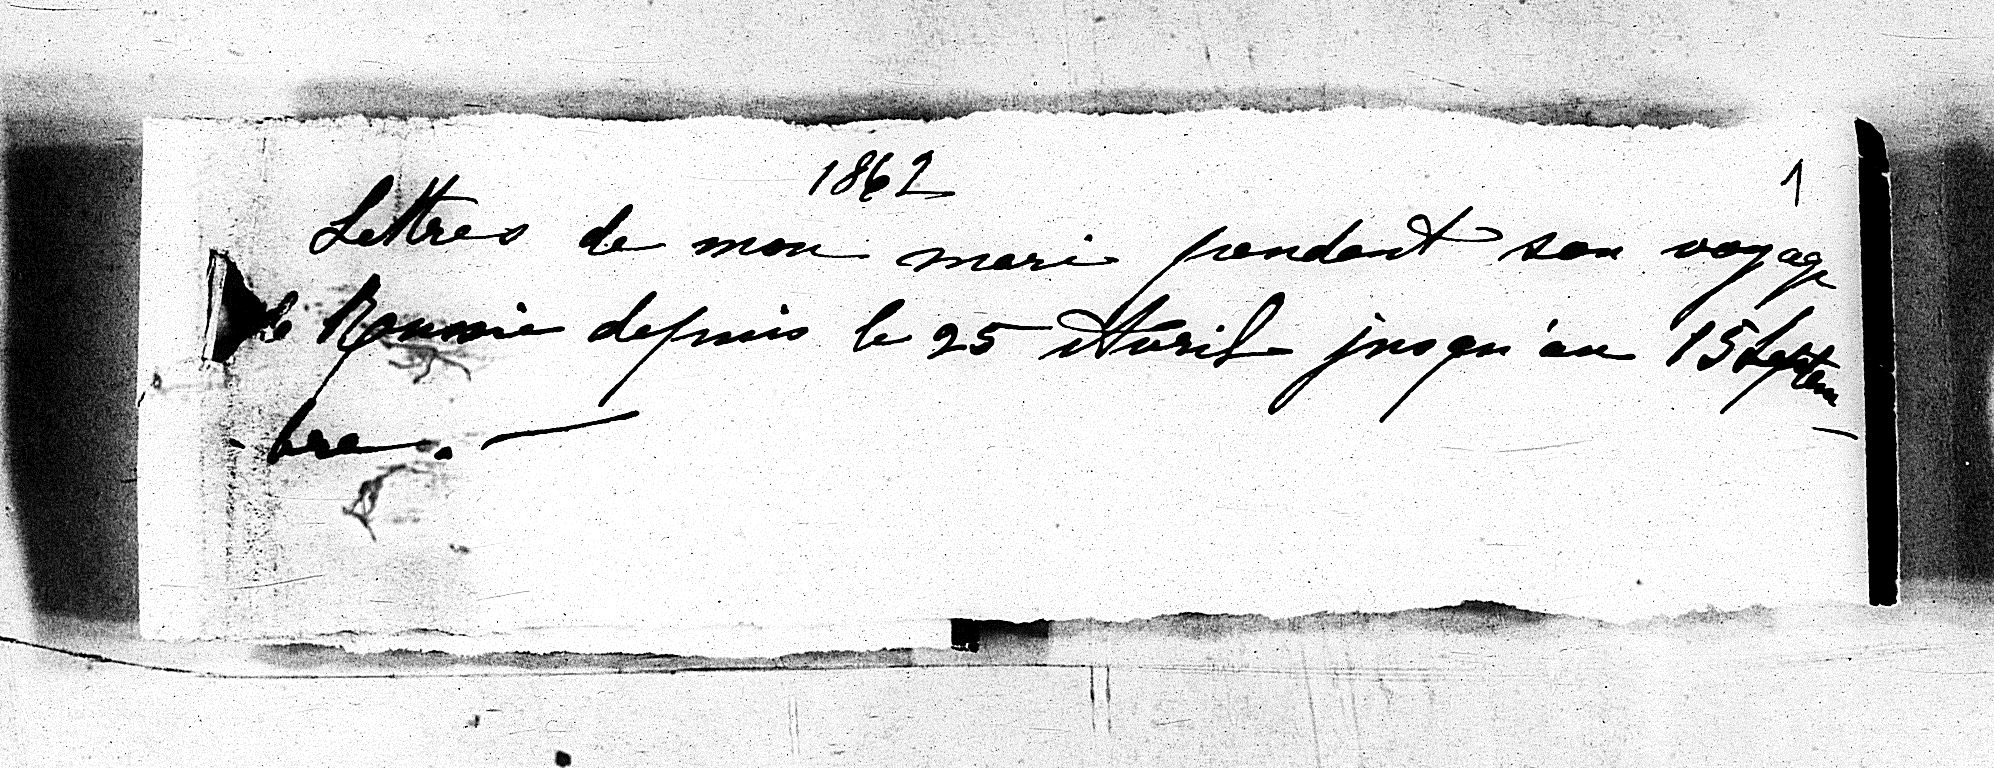 1862
1
Lettres de mon mari pendant son voyage
de Russie depuis le 25 Avril jusqu'au 15 Septem
- bre. —